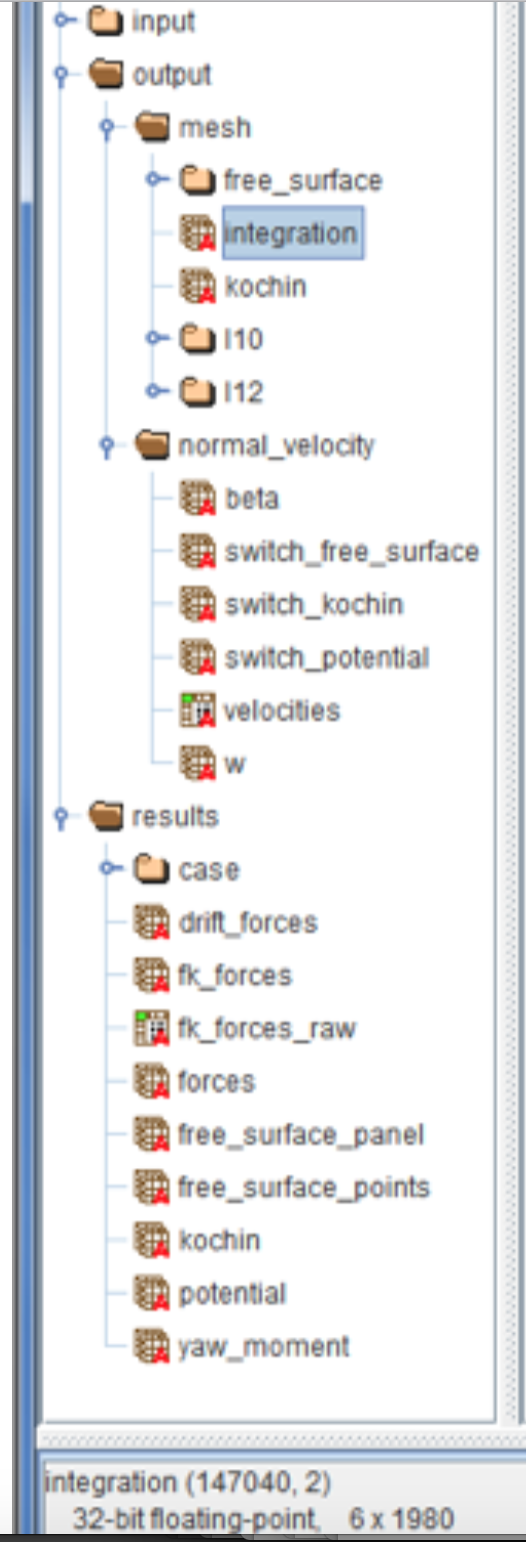 input
output
mesh
free_surface
integration
kochin
l10
l12
normal_velocity
beta
switch_free_surface
switch_kochin
switch_potential
velocities
w
results
case
drift_forces
fk_forces
fk_forces_raw
forces
free_surface_panel
free_surface_points
kochin
potential
yaw_moment
integration (147040, 2)
32-bit floating-point,    6 x 1980